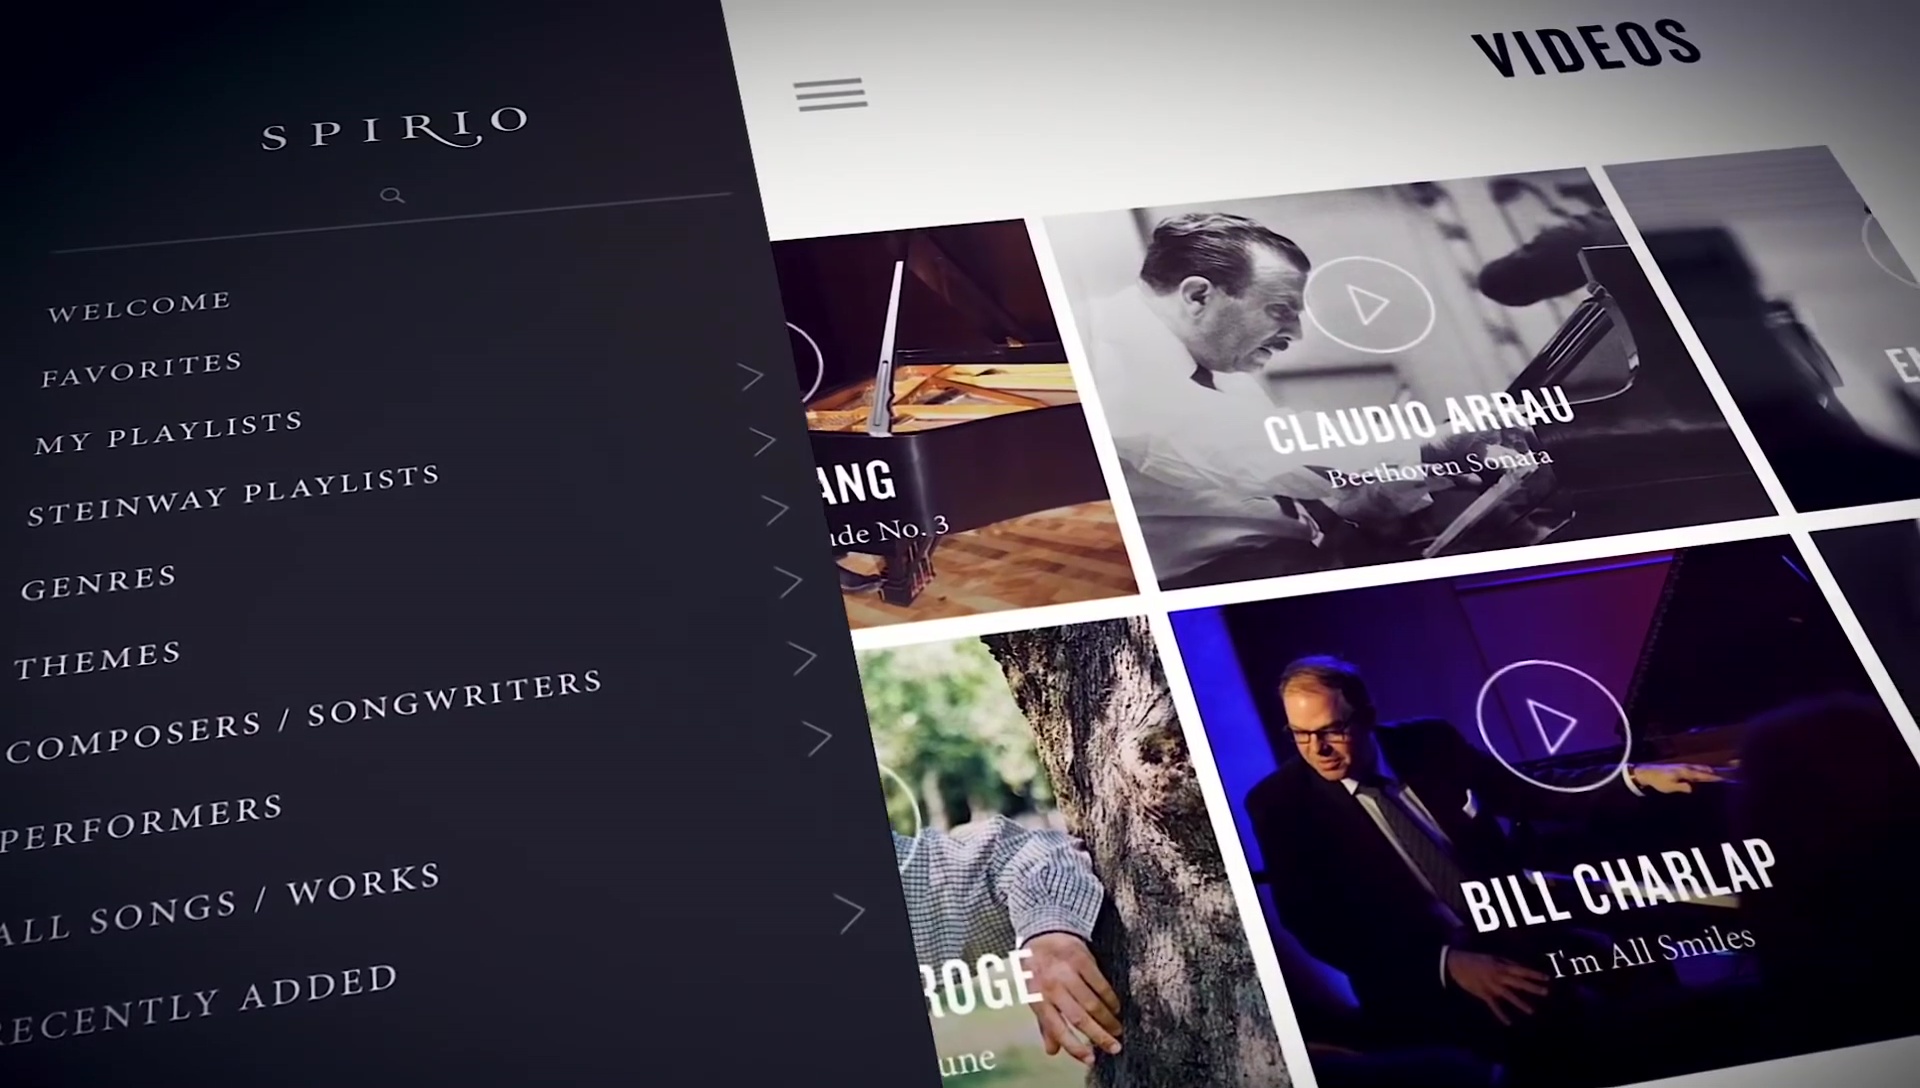 SPIRIO
WELCOME
FAVORITES
MY PLAYLISTS
STEINWAY PLAYLISTS
GENRES
THEMES
COMPOSERS / SONGWRITERS
PERFORMERS
ALL SONGS / WORKS
RECENTLY ADDED
VIDEOS
ANG
ude No. 3
CLAUDIO ARRAU
Beethoven Sonata
ROGE
une
BILL CHARLAP
I'm All Smiles